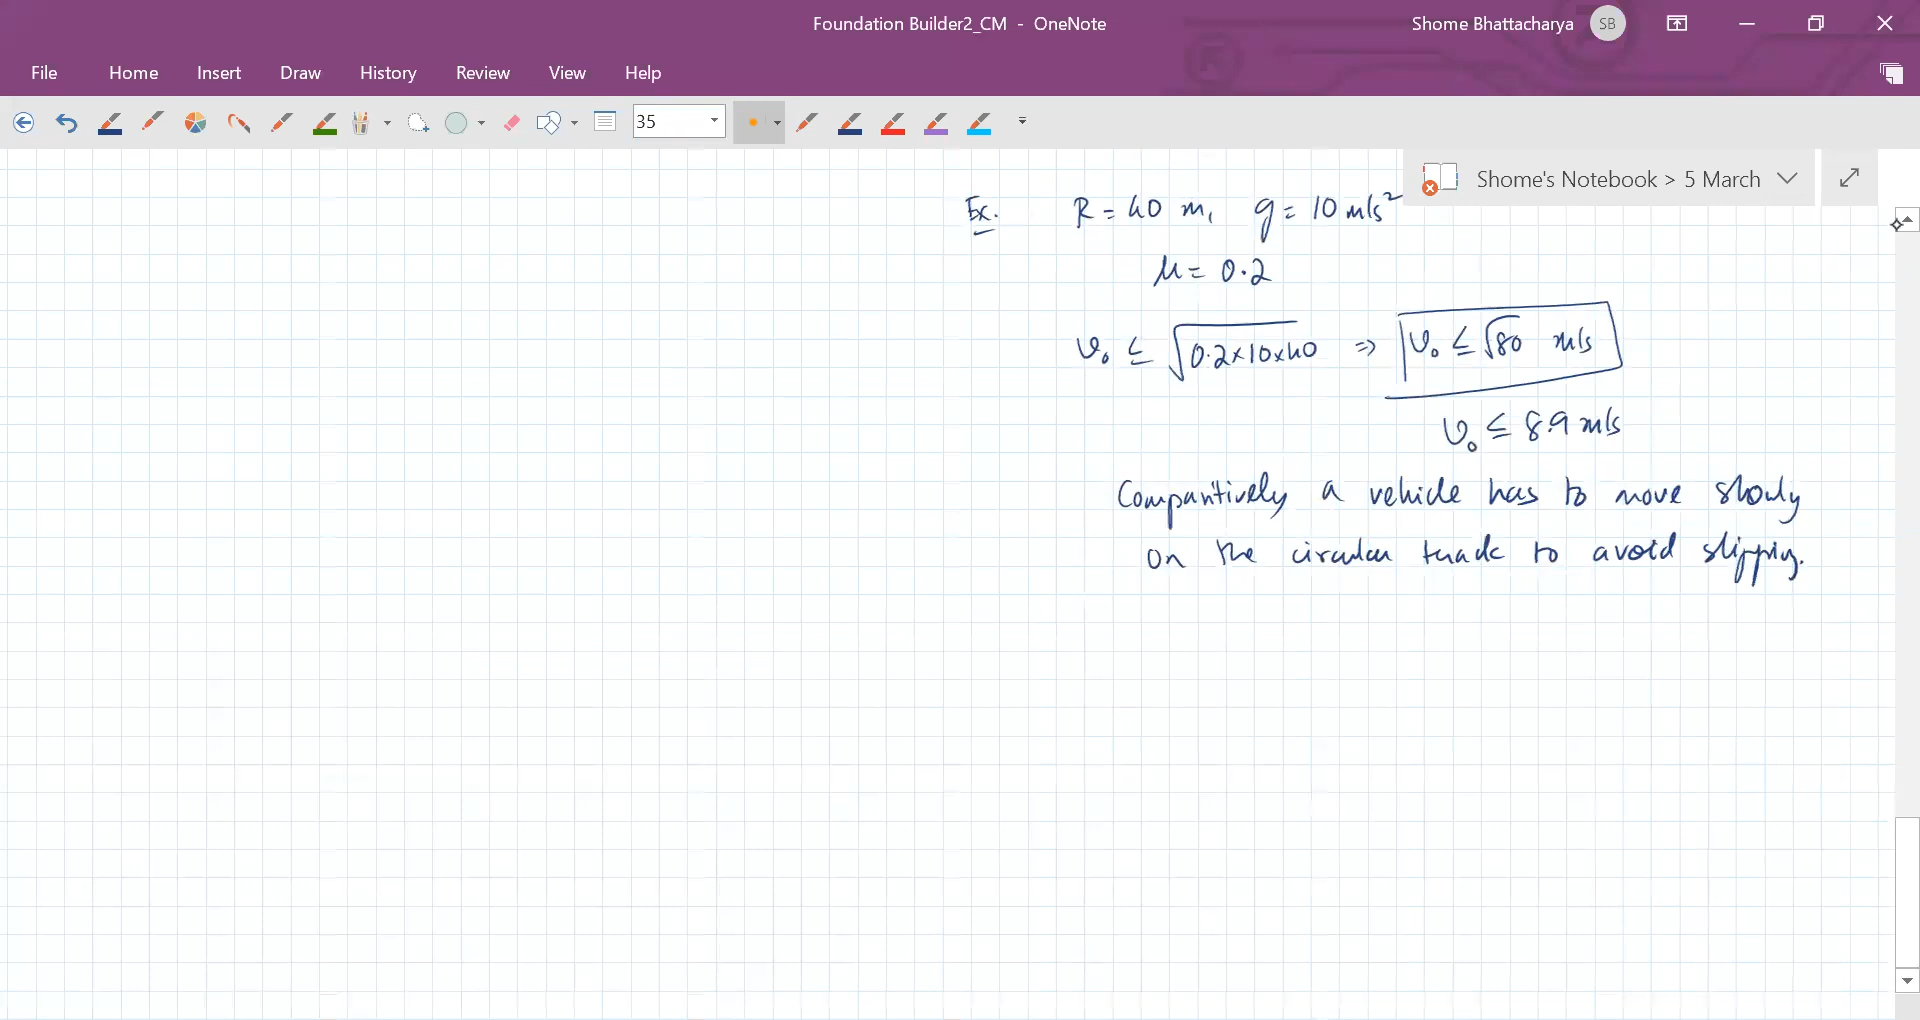 Foundation Builder2_CM - OneNote
Shome Bhattacharya SB
File Home Insert Draw History Review View Help
35
Shome's Notebook > 5 March
Ex. R = 40 m, g = 10 m/s²
μ = 0.2
v₀ ≤ √0.2×10×40 ⇒ v₀ ≤ √80 m/s
v₀ ≤ 8.9 m/s
Comparitively a vehicle has to move slowly
on the circular track to avoid slipping.